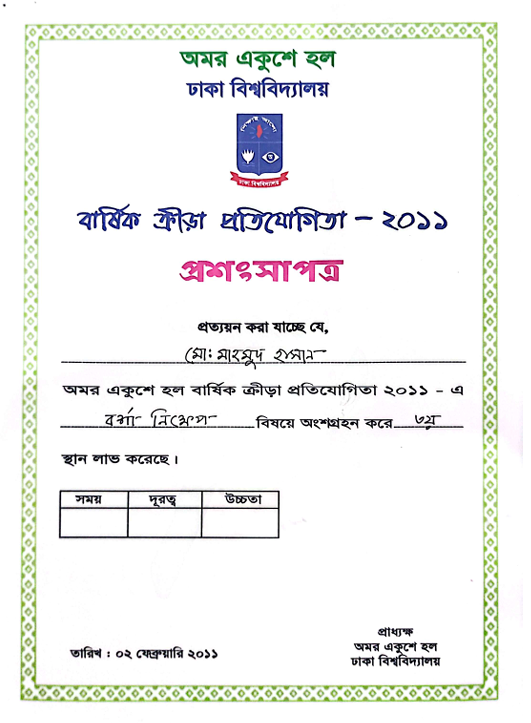 অমর একুশে হল
ঢাকা বিশ্ববিদ্যালয়
শিক্ষাই আলো
ঢাকা বিশ্ববিদ্যালয়
বার্ষিক ক্রীড়া প্রতিযোগিতা – ২০১১
প্রশংসাপত্র
প্রত্যয়ন করা যাচ্ছে যে,
মো: মাহমুদ হাসান
অমর একুশে হল বার্ষিক ক্রীড়া প্রতিযোগিতা ২০১১ - এ
বর্শা নিক্ষেপ বিষয়ে অংশগ্রহন করে ৩য়
স্থান লাভ করেছে।
সময় দূরত্ব উচ্চতা
তারিখ : ০২ ফেব্রুয়ারি ২০১১
প্রাধ্যক্ষ
অমর একুশে হল
ঢাকা বিশ্ববিদ্যালয়